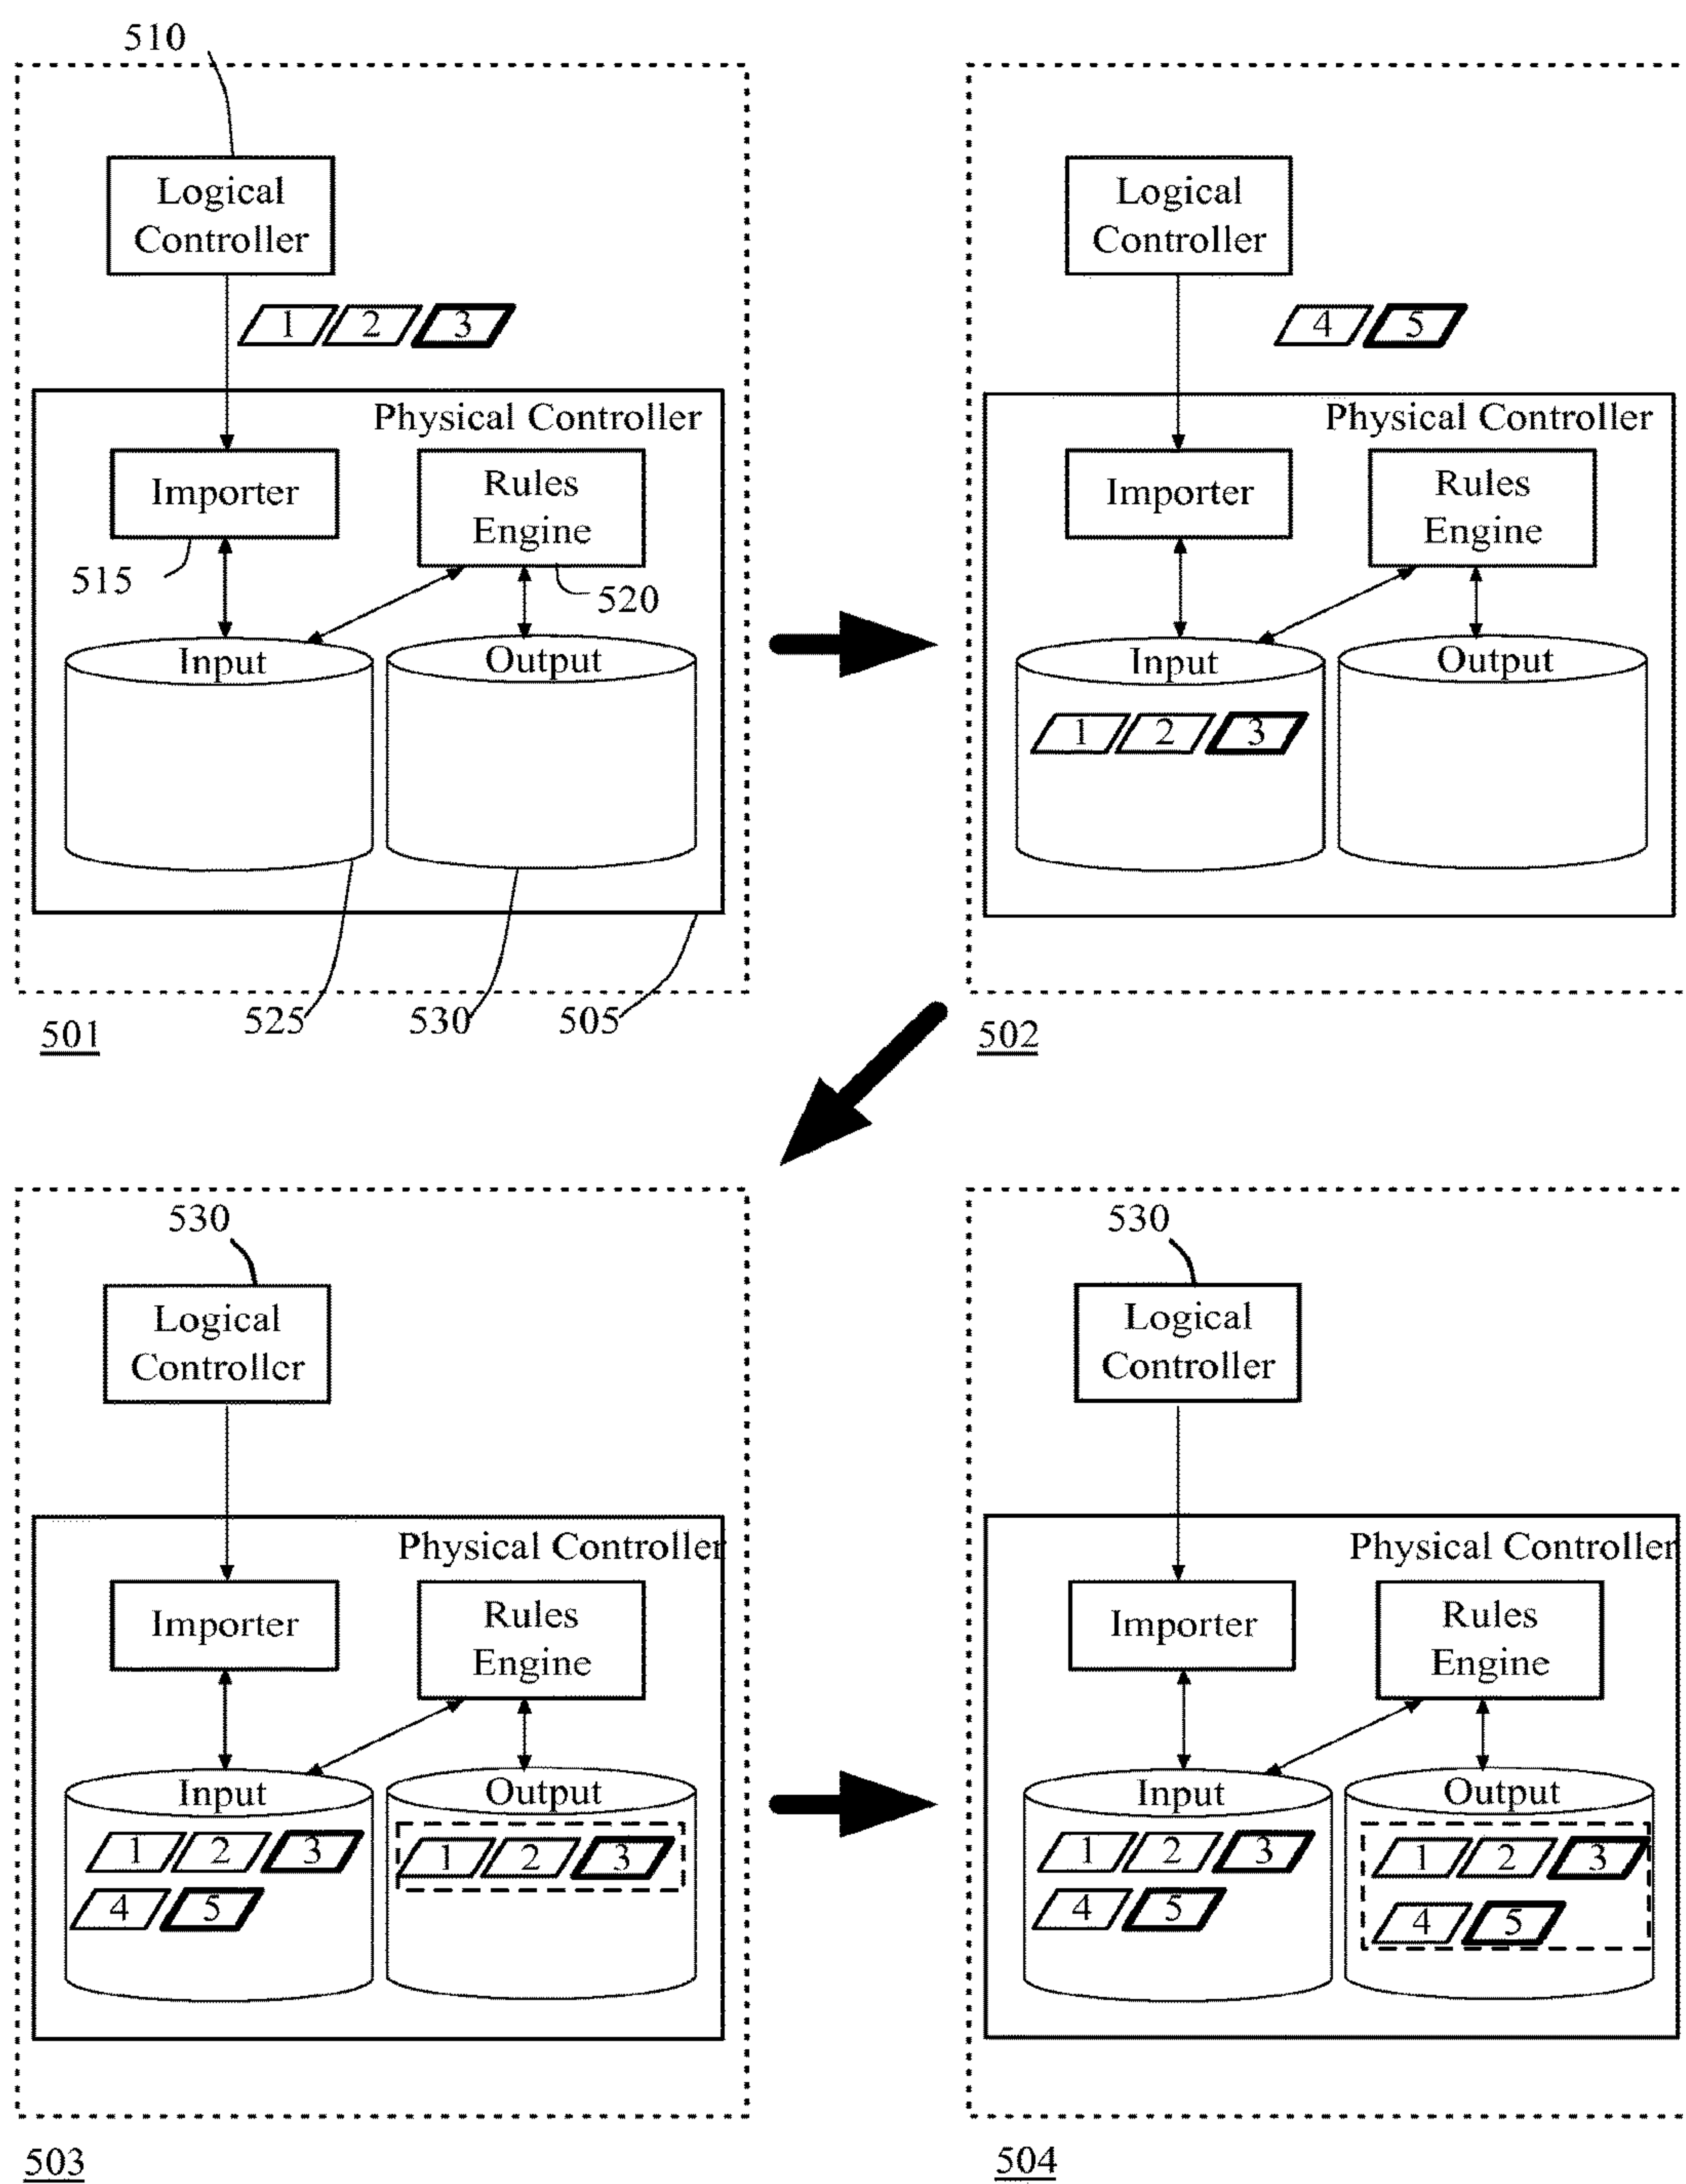 510
Logical
Controller
1 2 3
Physical Controller
Importer
Rules
Engine
515
520
Input
Output
525
530
505
501
Logical
Controller
4 5
Physical Controller
Importer
Rules
Engine
Input
Output
1 2 3
502
530
Logical
Controller
Physical Controller
Importer
Rules
Engine
Input
Output
1 2 3
4 5
1 2 3
503
530
Logical
Controller
Physical Controller
Importer
Rules
Engine
Input
Output
1 2 3
4 5
1 2 3
4 5
504